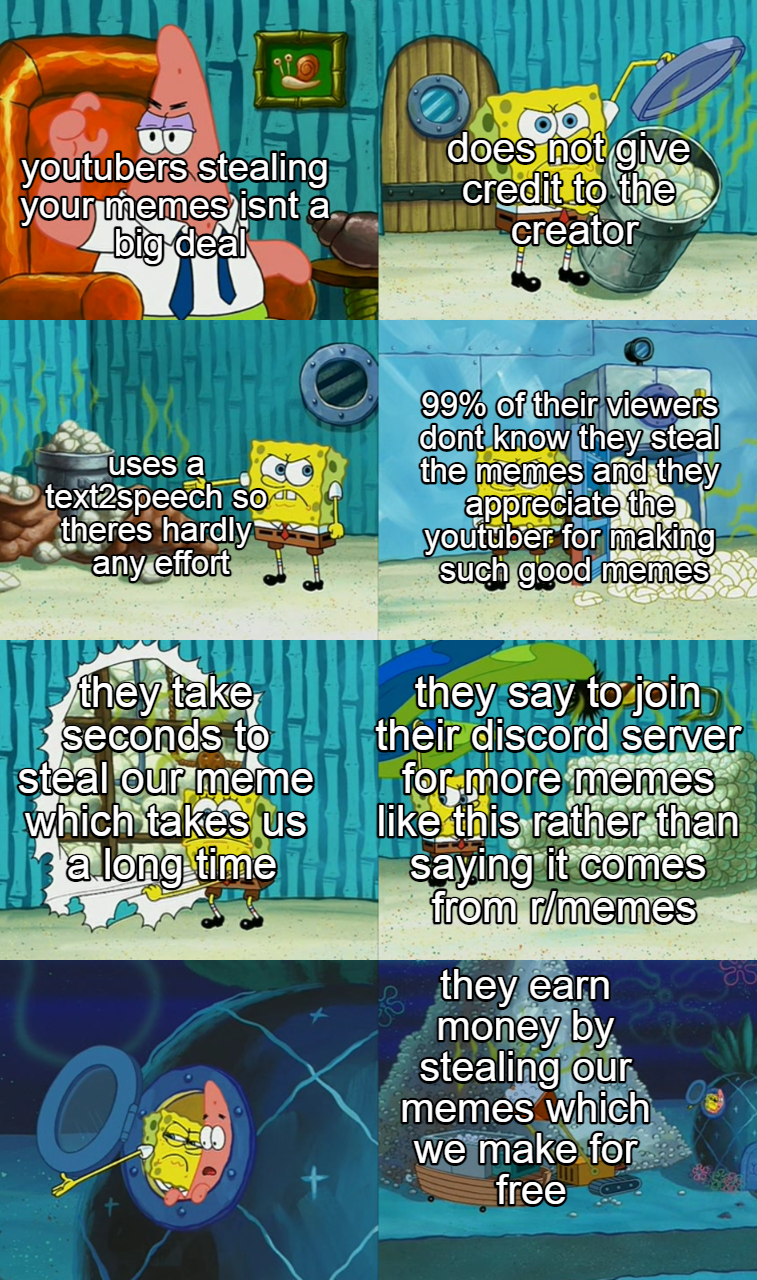 youtubers stealing
your memes isnt a
big deal
does not give
credit to the
creator
uses a
text2speech so
theres hardly
any effort
99% of their viewers
dont know they steal
the memes and they
appreciate the
youtuber for making
such good memes
they take
seconds to
steal our meme
which takes us
a long time
they say to join
their discord server
for more memes
like this rather than
saying it comes
from r/memes
they earn
money by
stealing our
memes which
we make for
free